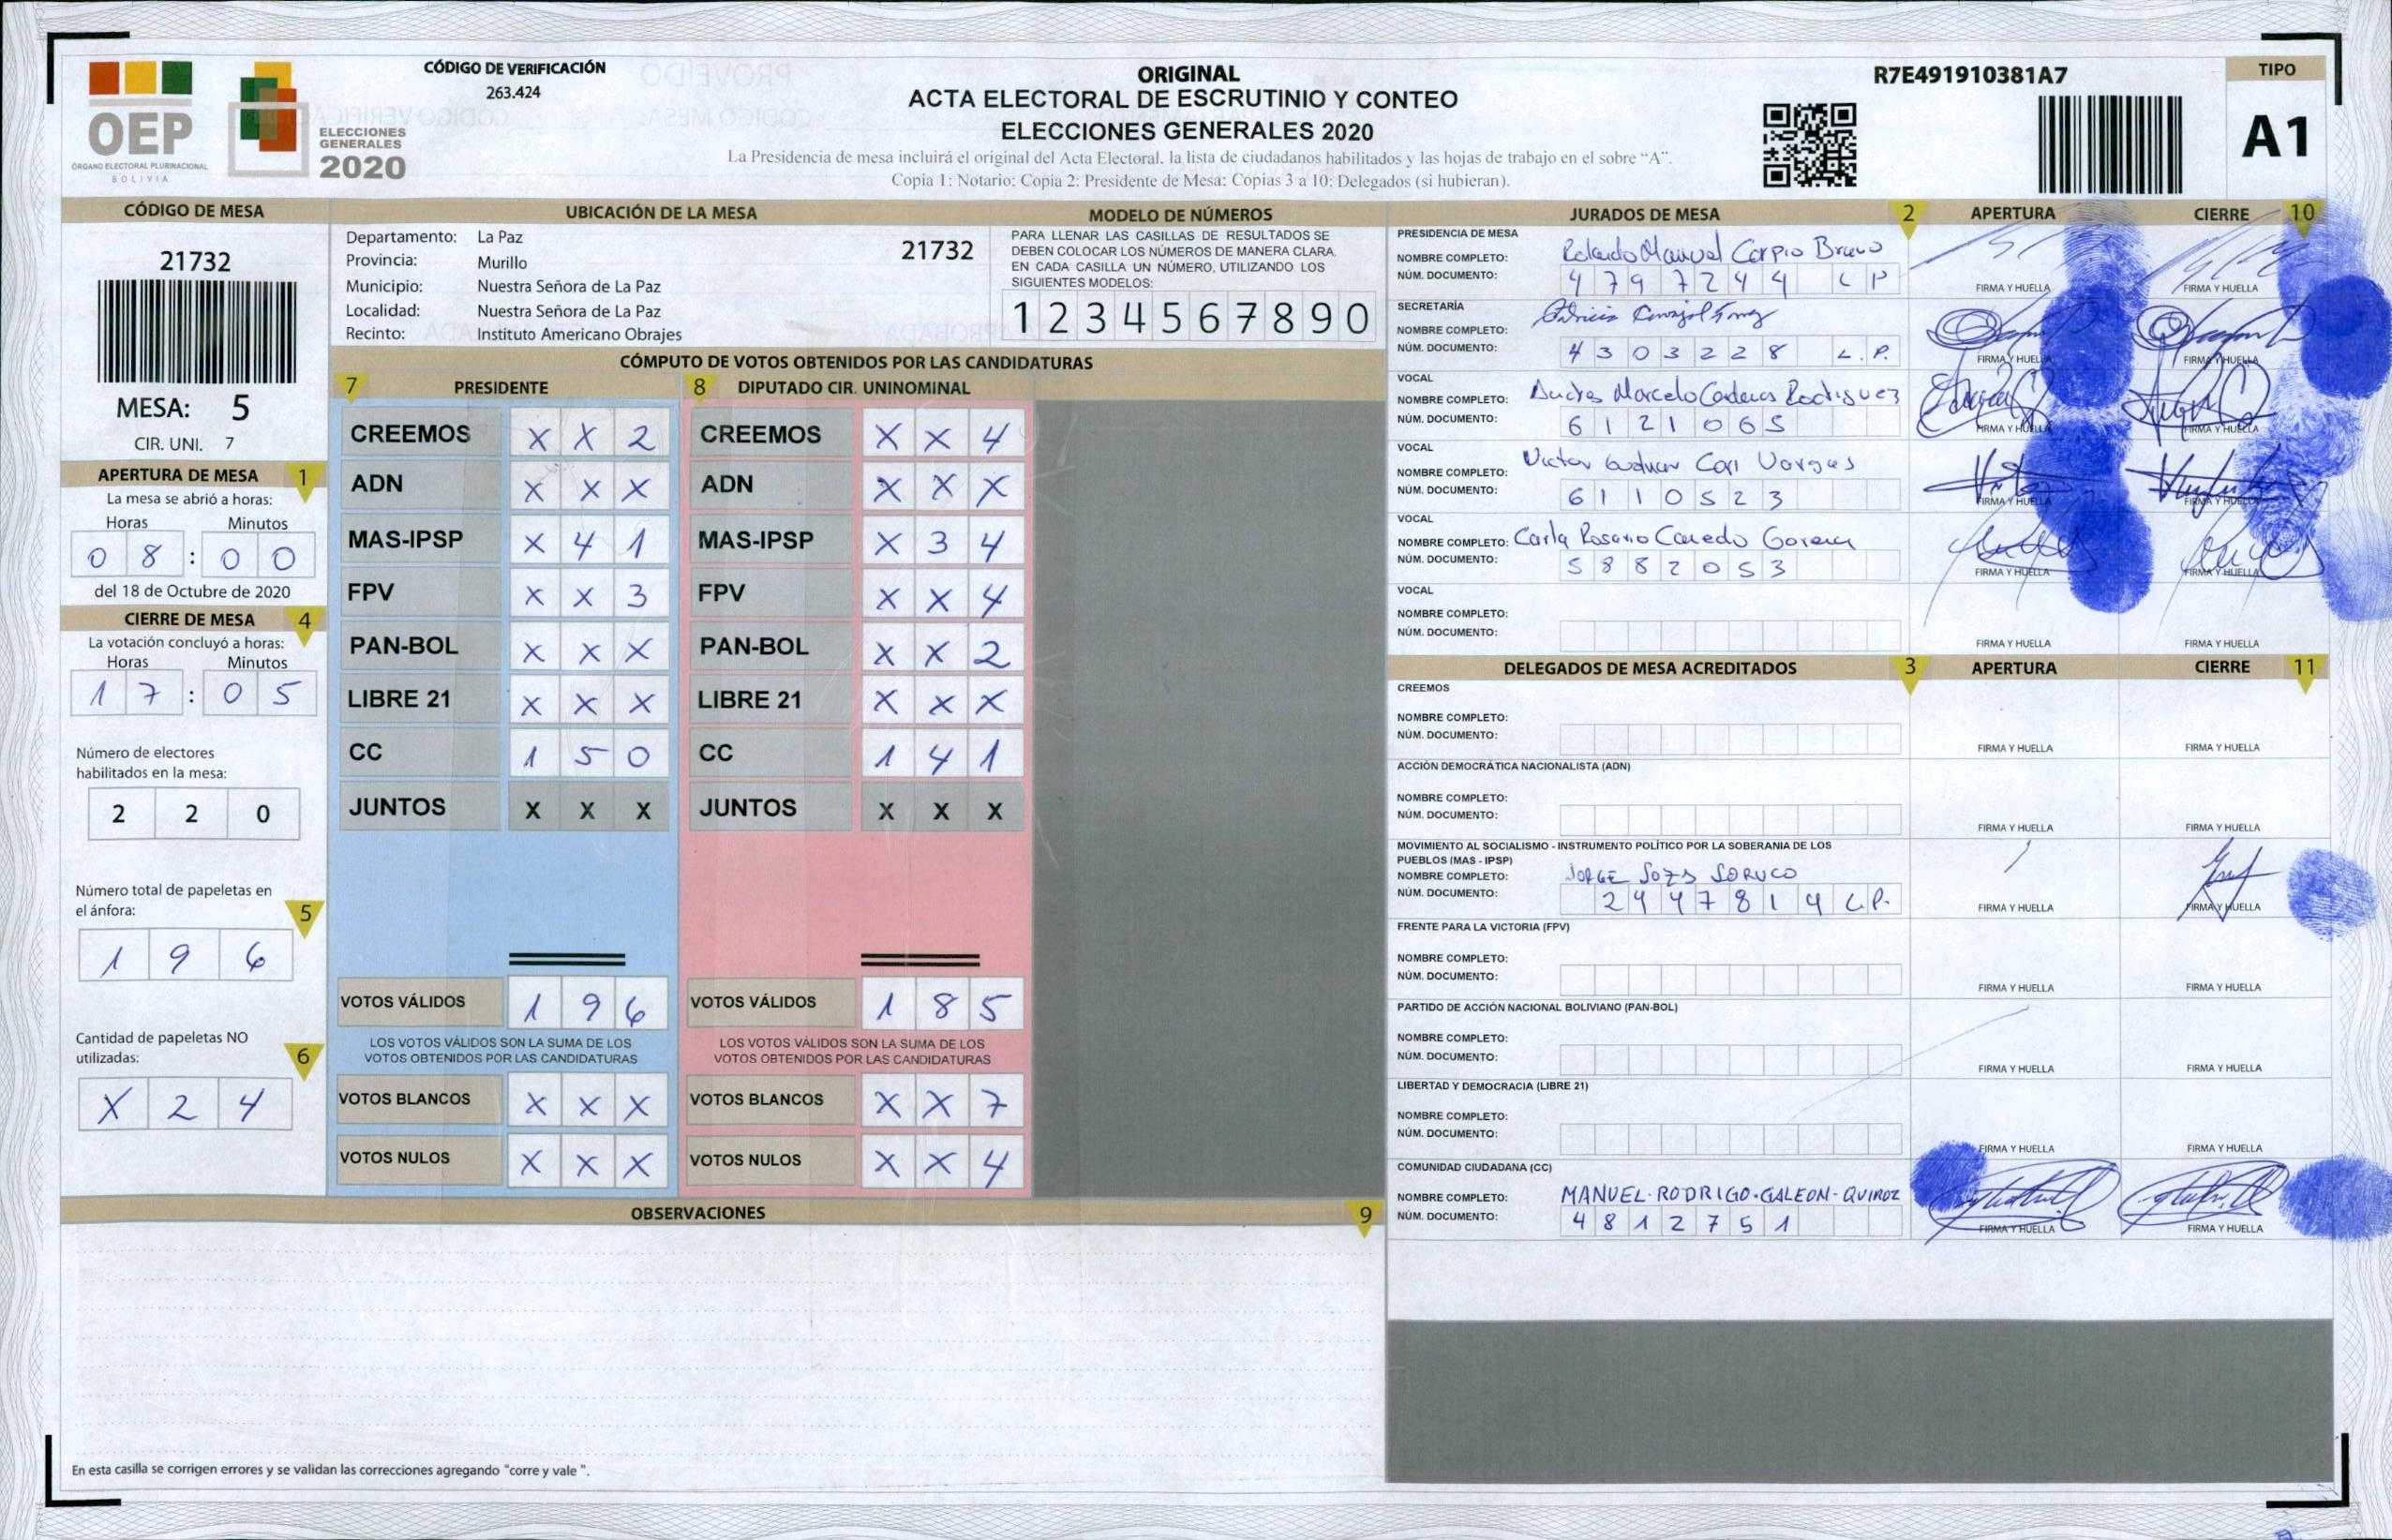 CÓDIGO DE VERIFICACIÓN
263.424
OEP
ÓRGANO ELECTORAL PLURINACIONAL
BOLIVIA
ELECCIONES
GENERALES
2020
ORIGINAL
ACTA ELECTORAL DE ESCRUTINIO Y CONTEO
ELECCIONES GENERALES 2020
La Presidencia de mesa incluirá el original del Acta Electoral, la lista de ciudadanos habilitados y las hojas de trabajo en el sobre "A".
Copia 1: Notario; Copia 2: Presidente de Mesa; Copias 3 a 10: Delegados (si hubieran).
R7E491910381A7
TIPO
A1
CÓDIGO DE MESA
21732
MESA: 5
CIR. UNI. 7
APERTURA DE MESA 1
La mesa se abrió a horas:
Horas Minutos
0 8 : 0 0
del 18 de Octubre de 2020
CIERRE DE MESA 4
La votación concluyó a horas:
Horas Minutos
1 7 : 0 5
Número de electores
habilitados en la mesa:
2 2 0
Número total de papeletas en
el ánfora: 5
1 9 6
Cantidad de papeletas NO
utilizadas: 6
X 2 4
UBICACIÓN DE LA MESA
Departamento: La Paz
21732
Provincia: Murillo
Municipio: Nuestra Señora de La Paz
Localidad: Nuestra Señora de La Paz
Recinto: Instituto Americano Obrajes
MODELO DE NÚMEROS
PARA LLENAR LAS CASILLAS DE RESULTADOS SE
DEBEN COLOCAR LOS NÚMEROS DE MANERA CLARA,
EN CADA CASILLA UN NÚMERO, UTILIZANDO LOS
SIGUIENTES MODELOS:
1 2 3 4 5 6 7 8 9 0
CÓMPUTO DE VOTOS OBTENIDOS POR LAS CANDIDATURAS
7 PRESIDENTE
CREEMOS X X 2
ADN X X X
MAS-IPSP X 4 1
FPV X X 3
PAN-BOL X X X
LIBRE 21 X X X
CC 1 5 0
JUNTOS X X X
VOTOS VÁLIDOS 1 9 6
LOS VOTOS VÁLIDOS SON LA SUMA DE LOS
VOTOS OBTENIDOS POR LAS CANDIDATURAS
VOTOS BLANCOS X X X
VOTOS NULOS X X X
8 DIPUTADO CIR. UNINOMINAL
CREEMOS X X 4
ADN X X X
MAS-IPSP X 3 4
FPV X X 4
PAN-BOL X X 2
LIBRE 21 X X X
CC 1 4 1
JUNTOS X X X
VOTOS VÁLIDOS 1 8 5
LOS VOTOS VÁLIDOS SON LA SUMA DE LOS
VOTOS OBTENIDOS POR LAS CANDIDATURAS
VOTOS BLANCOS X X 7
VOTOS NULOS X X 4
OBSERVACIONES 9
En esta casilla se corrigen errores y se validan las correcciones agregando "corre y vale ".
JURADOS DE MESA 2 APERTURA CIERRE 10
PRESIDENCIA DE MESA
NOMBRE COMPLETO: Rolando Manuel Carpio Bravo
NÚM. DOCUMENTO: 4 7 9 7 2 4 4 L P
FIRMA Y HUELLA FIRMA Y HUELLA
SECRETARÍA
NOMBRE COMPLETO:
NÚM. DOCUMENTO: 4 3 0 3 2 2 8 L.P.
FIRMA Y HUELLA FIRMA Y HUELLA
VOCAL
NOMBRE COMPLETO: Marcelo Cardenas Rodriguez
NÚM. DOCUMENTO: 6 1 2 1 0 6 5
FIRMA Y HUELLA FIRMA Y HUELLA
VOCAL
NOMBRE COMPLETO: Victor Cori Vargas
NÚM. DOCUMENTO: 6 1 1 0 5 2 3
FIRMA Y HUELLA FIRMA Y HUELLA
VOCAL
NOMBRE COMPLETO: Carla Rosario
NÚM. DOCUMENTO: 5 8 8 2 0 5 3
FIRMA Y HUELLA FIRMA Y HUELLA
VOCAL
NOMBRE COMPLETO:
NÚM. DOCUMENTO:
FIRMA Y HUELLA FIRMA Y HUELLA
DELEGADOS DE MESA ACREDITADOS 3 APERTURA CIERRE 11
CREEMOS
NOMBRE COMPLETO:
NÚM. DOCUMENTO:
FIRMA Y HUELLA FIRMA Y HUELLA
ACCIÓN DEMOCRÁTICA NACIONALISTA (ADN)
NOMBRE COMPLETO:
NÚM. DOCUMENTO:
FIRMA Y HUELLA FIRMA Y HUELLA
MOVIMIENTO AL SOCIALISMO - INSTRUMENTO POLÍTICO POR LA SOBERANIA DE LOS
PUEBLOS (MAS - IPSP)
NOMBRE COMPLETO: JORGE SORUCO
NÚM. DOCUMENTO: 2 4 4 7 8 1 4 L.P.
FIRMA Y HUELLA FIRMA Y HUELLA
FRENTE PARA LA VICTORIA (FPV)
NOMBRE COMPLETO:
NÚM. DOCUMENTO:
FIRMA Y HUELLA FIRMA Y HUELLA
PARTIDO DE ACCIÓN NACIONAL BOLIVIANO (PAN-BOL)
NOMBRE COMPLETO:
NÚM. DOCUMENTO:
FIRMA Y HUELLA FIRMA Y HUELLA
LIBERTAD Y DEMOCRACIA (LIBRE 21)
NOMBRE COMPLETO:
NÚM. DOCUMENTO:
FIRMA Y HUELLA FIRMA Y HUELLA
COMUNIDAD CIUDADANA (CC)
NOMBRE COMPLETO: MANUEL-RODRIGO-GALEON-QUIROZ
NÚM. DOCUMENTO: 4 8 1 2 7 5 1
FIRMA Y HUELLA FIRMA Y HUELLA